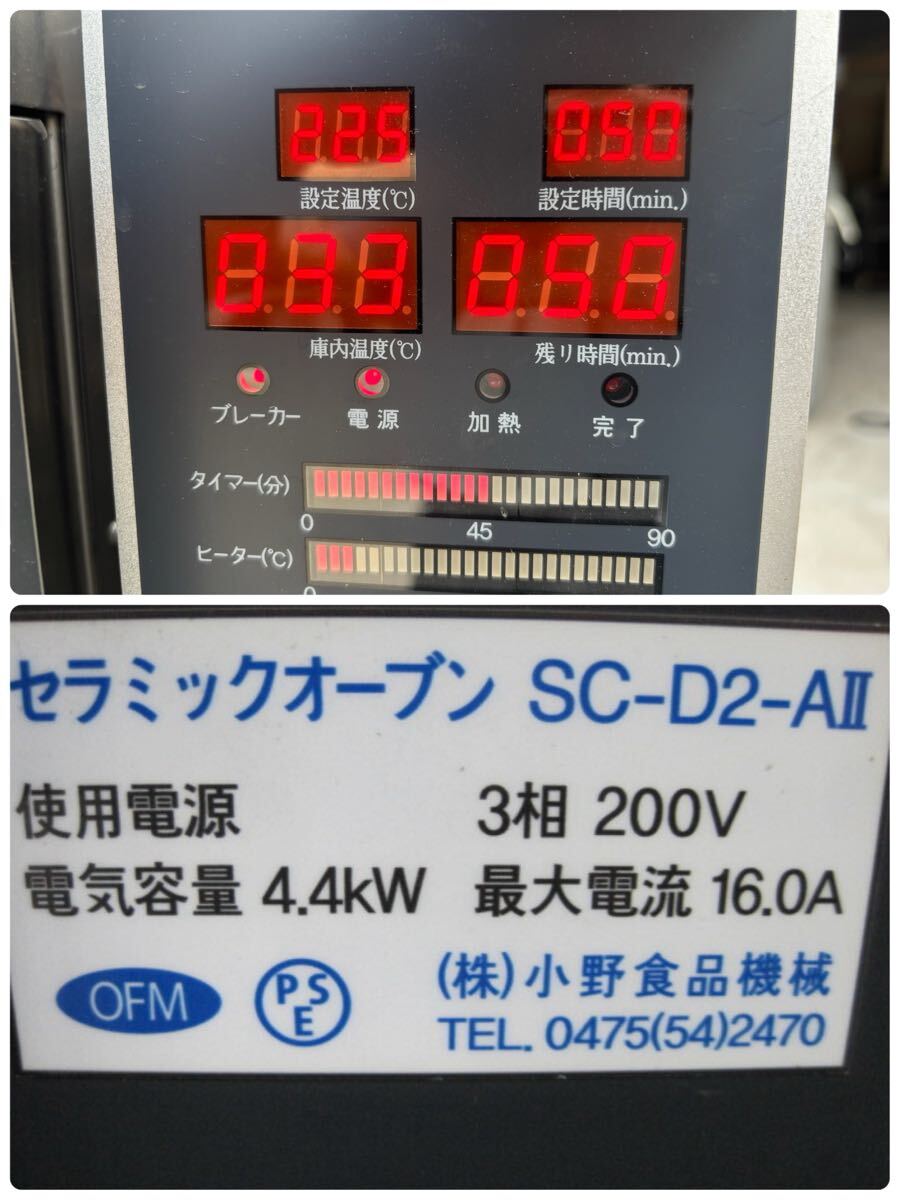 225 050
設定温度(℃) 設定時間(min.)
033 050
庫内温度(℃) 残り時間(min.)
ブレーカー 電源 加熱 完了
タイマー(分)
0 45 90
ヒーター(℃)
0
セラミックオーブン SC-D2-AⅡ
使用電源 3相 200V
電気容量 4.4kW 最大電流 16.0A
OFM PSE (株)小野食品機械
TEL. 0475(54)2470